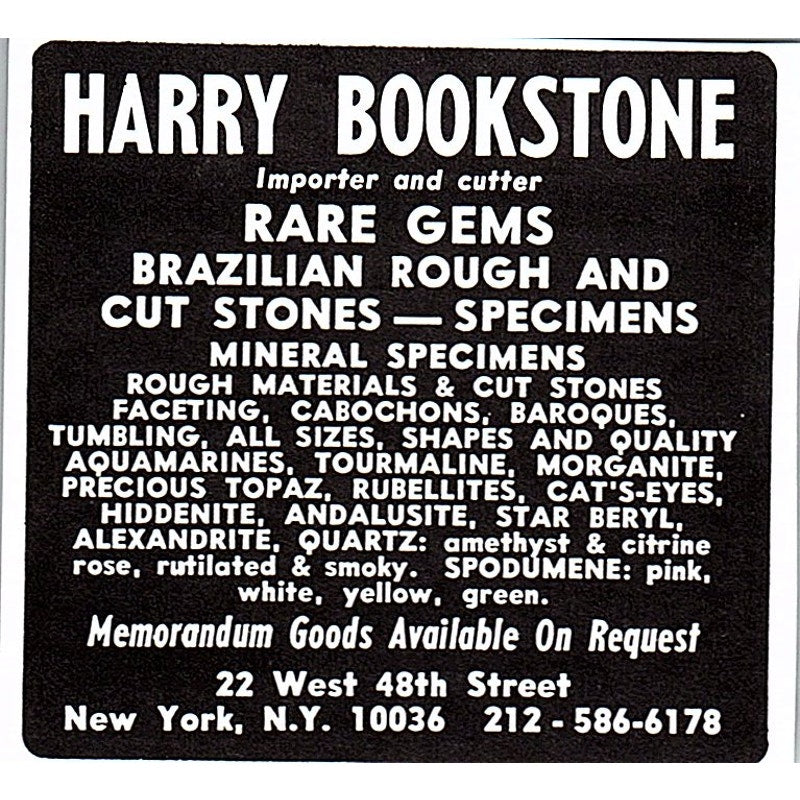 HARRY BOOKSTONE
Importer and cutter
RARE GEMS
BRAZILIAN ROUGH AND
CUT STONES — SPECIMENS
MINERAL SPECIMENS
ROUGH MATERIALS & CUT STONES
FACETING, CABOCHONS, BAROQUES,
TUMBLING, ALL SIZES, SHAPES AND QUALITY
AQUAMARINES, TOURMALINE, MORGANITE,
PRECIOUS TOPAZ, RUBELLITES, CAT'S-EYES,
HIDDENITE, ANDALUSITE, STAR BERYL,
ALEXANDRITE, QUARTZ: amethyst & citrine
rose, rutilated & smoky. SPODUMENE: pink,
white, yellow, green.
Memorandum Goods Available On Request
22 West 48th Street
New York, N.Y. 10036 212 - 586-6178